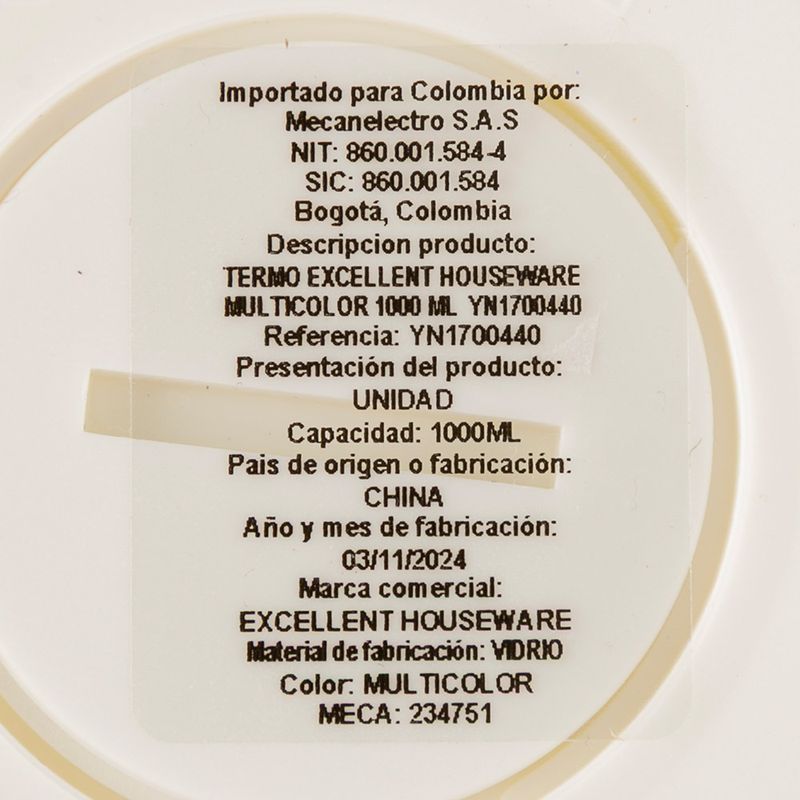 Importado para Colombia por:
Mecanelectro S.A.S
NIT: 860.001.584-4
SIC: 860.001.584
Bogotá, Colombia
Descripcion producto:
TERMO EXCELLENT HOUSEWARE
MULTICOLOR 1000 ML YN1700440
Referencia: YN1700440
Presentación del producto:
UNIDAD
Capacidad: 1000ML
Pais de origen o fabricación:
CHINA
Año y mes de fabricación:
03/11/2024
Marca comercial:
EXCELLENT HOUSEWARE
Material de fabricación: VIDRIO
Color: MULTICOLOR
MECA: 234751